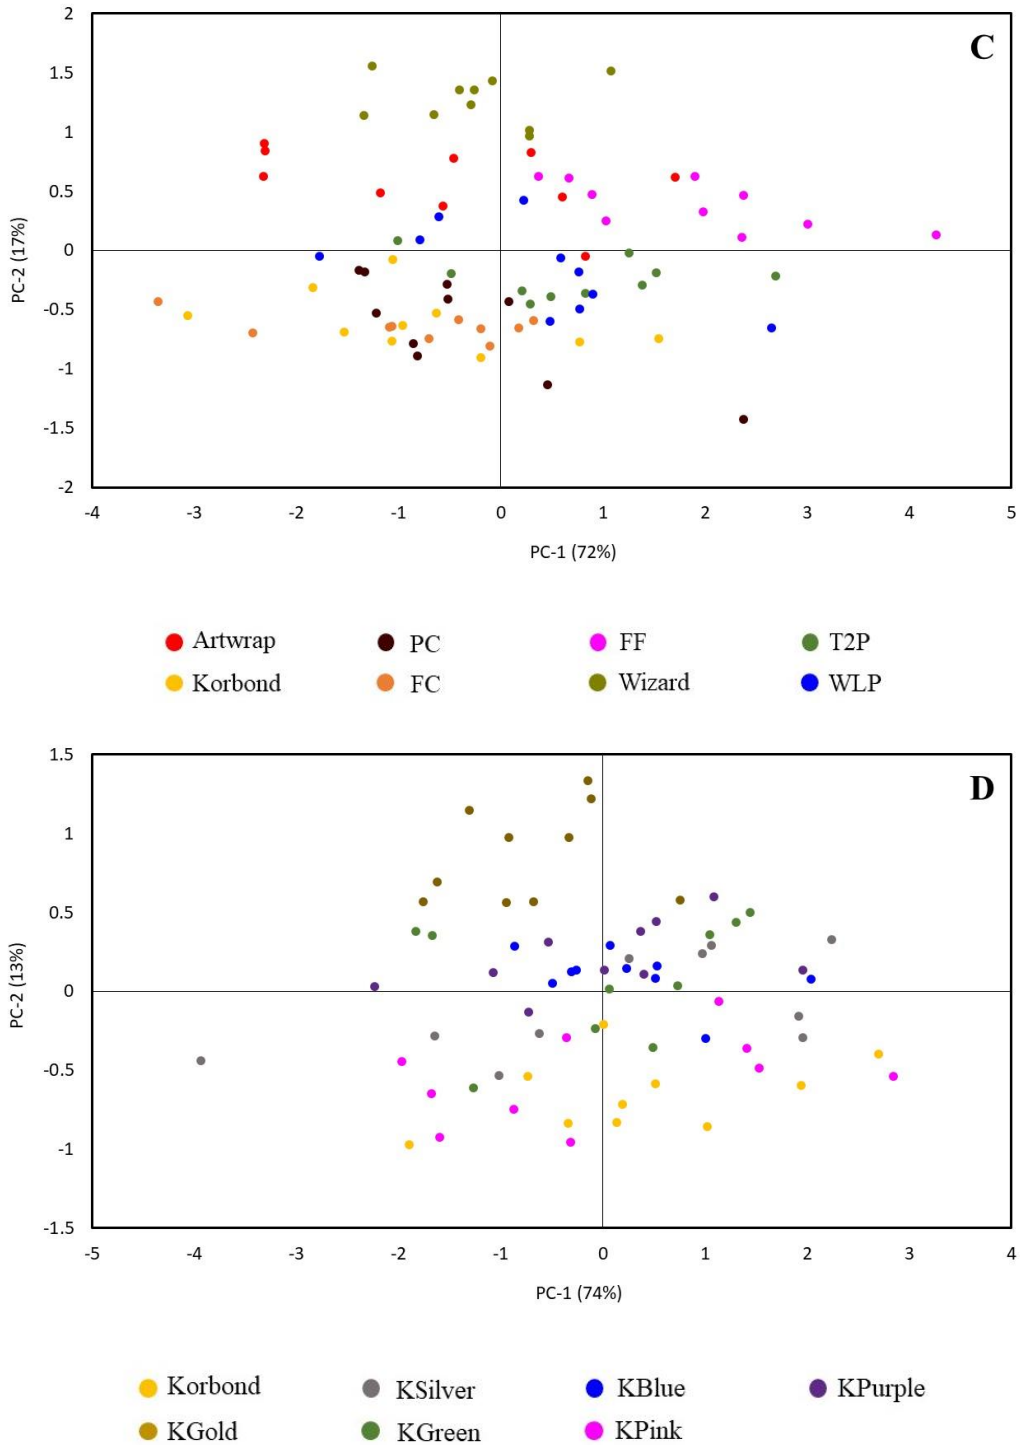 C
2
1.5
1
0.5
0
-0.5
-1
-1.5
-2
PC-2 (17%)
-4 -3 -2 -1 0 1 2 3 4 5
PC-1 (72%)
Artwrap PC FF T2P
Korbond FC Wizard WLP
D
1.5
1
0.5
0
-0.5
-1
-1.5
PC-2 (13%)
-5 -4 -3 -2 -1 0 1 2 3 4
PC-1 (74%)
Korbond KSilver KBlue KPurple
KGold KGreen KPink